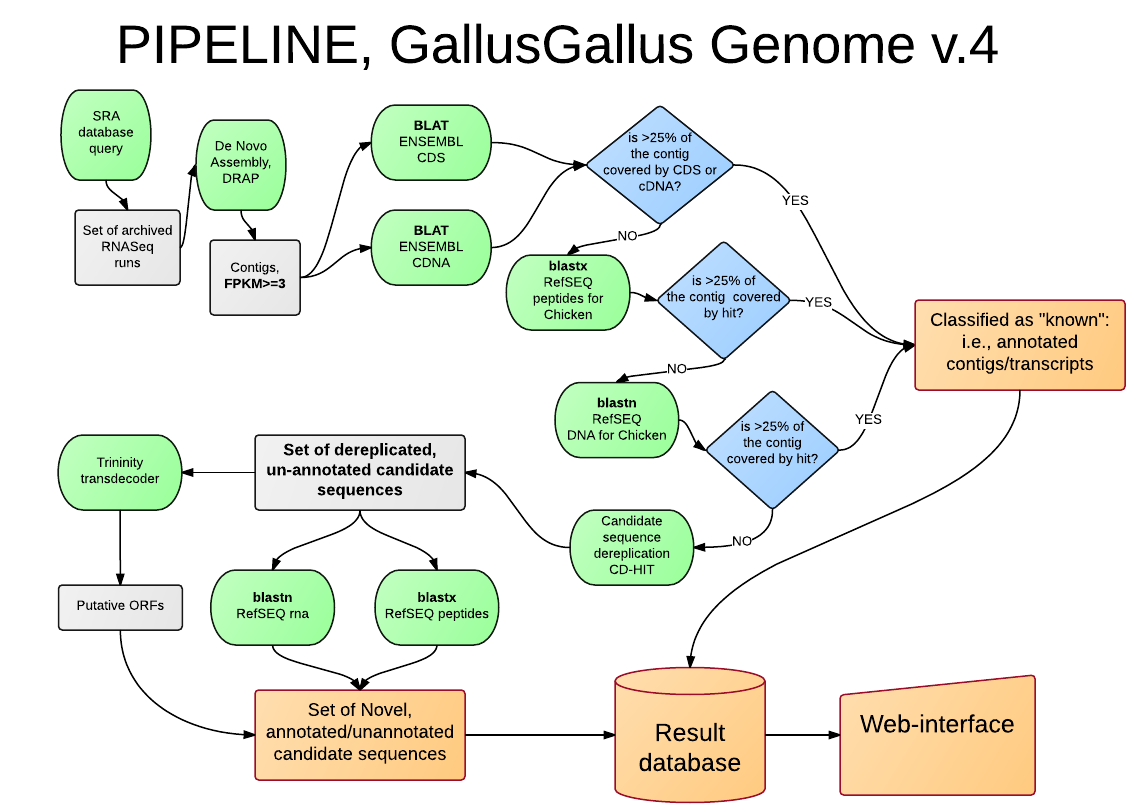 PIPELINE, GallusGallus Genome v.4
SRA
database
query
Set of archived
RNASeq
runs
De Novo
Assembly,
DRAP
Contigs,
FPKM>=3
BLAT
ENSEMBL
CDS
BLAT
ENSEMBL
CDNA
is >25% of
the contig
covered by CDS or
cDNA?
YES
NO
blastx
RefSEQ
peptides for
Chicken
is >25% of
the contig covered
by hit?
YES
NO
Classified as "known":
i.e., annotated
contigs/transcripts
blastn
RefSEQ
DNA for Chicken
is >25% of
the contig
covered by hit?
YES
NO
Candidate
sequence
dereplication
CD-HIT
Set of dereplicated,
un-annotated candidate
sequences
Trininity
transdecoder
Putative ORFs
blastn
RefSEQ rna
blastx
RefSEQ peptides
Set of Novel,
annotated/unannotated
candidate sequences
Result
database
Web-interface